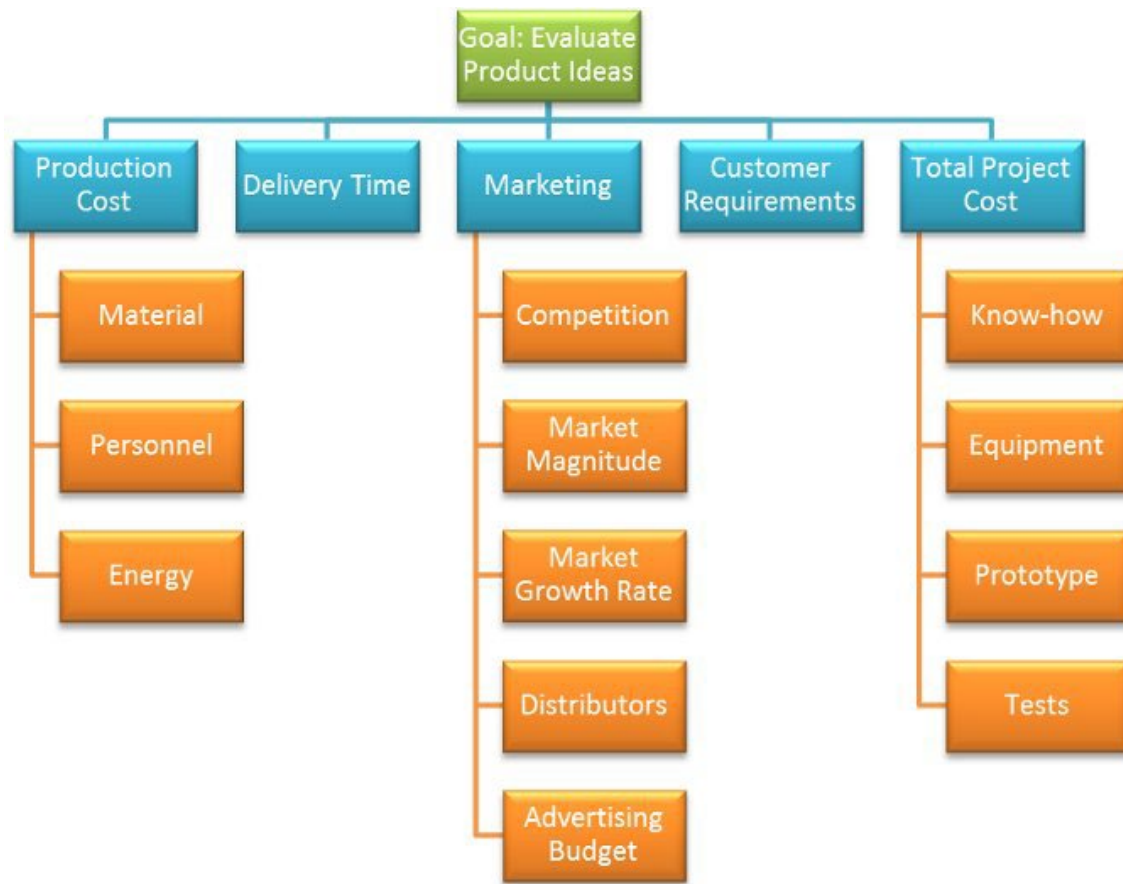 Goal: Evaluate
Product Ideas
Production
Cost
Delivery Time
Marketing
Customer
Requirements
Total Project
Cost
Material
Personnel
Energy
Competition
Market
Magnitude
Market
Growth Rate
Distributors
Advertising
Budget
Know-how
Equipment
Prototype
Tests